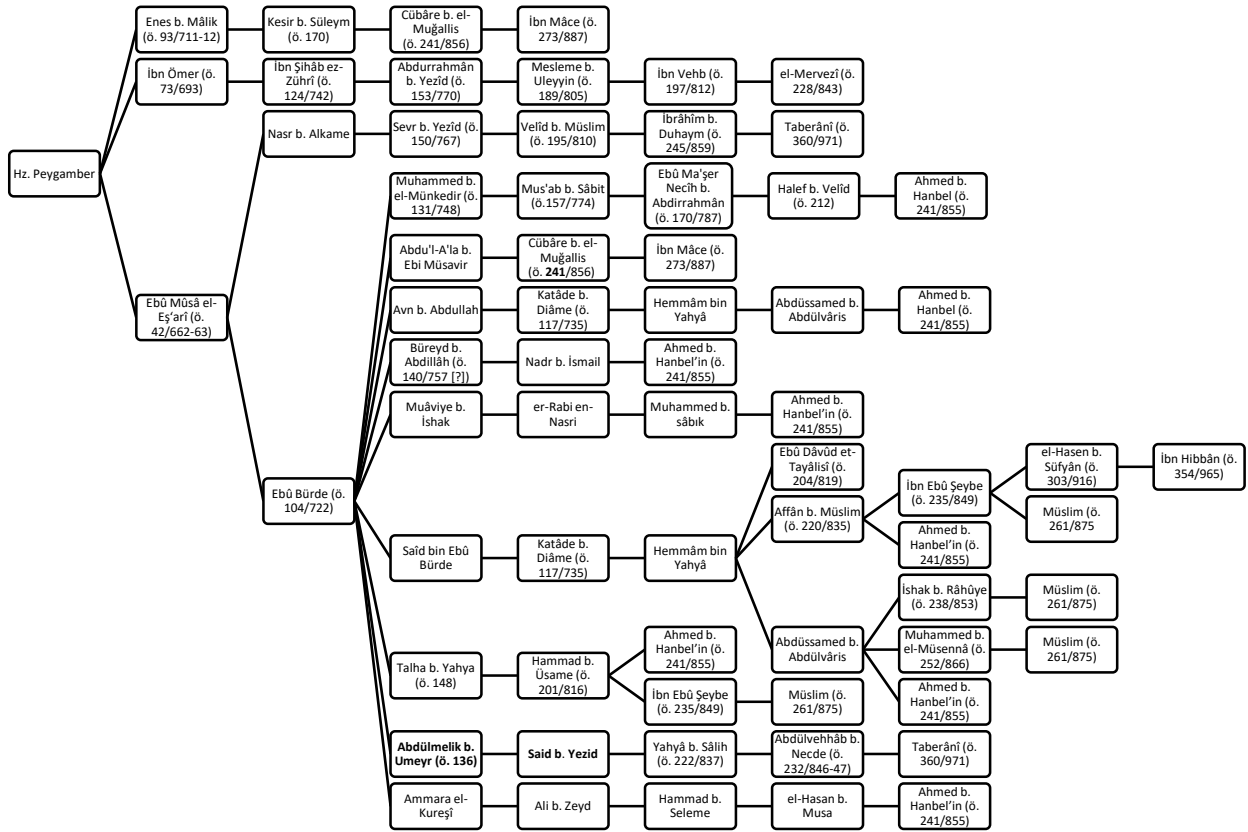 Hz. Peygamber
Enes b. Mâlik
(ö. 93/711-12)
Kesir b. Süleym
(ö. 170)
Cübâre b. el-
Muğallis
(ö. 241/856)
İbn Mâce (ö.
273/887)
İbn Ömer (ö.
73/693)
İbn Şihâb ez-
Zührî (ö.
124/742)
Abdurrahmân
b. Yezîd (ö.
153/770)
Mesleme b.
Uleyyin (ö.
189/805)
İbn Vehb (ö.
197/812)
el-Mervezî (ö.
228/843)
Ebû Mûsâ el-
Eş‘arî (ö.
42/662-63)
Nasr b. Alkame
Sevr b. Yezîd (ö.
150/767)
Velîd b. Müslim
(ö. 195/810)
İbrâhîm b.
Duhaym (ö.
245/859)
Taberânî (ö.
360/971)
Ebû Bürde (ö.
104/722)
Muhammed b.
el-Münkedir (ö.
131/748)
Mus'ab b. Sâbit
(ö.157/774)
Ebû Ma'şer
Necîh b.
Abdirrahmân
(ö. 170/787)
Halef b. Velîd
(ö. 212)
Ahmed b.
Hanbel (ö.
241/855)
Abdu'l-A'la b.
Ebi Müsavir
Cübâre b. el-
Muğallis
(ö. 241/856)
İbn Mâce (ö.
273/887)
Avn b. Abdullah
Katâde b.
Diâme (ö.
117/735)
Hemmâm bin
Yahyâ
Abdüssamed b.
Abdülvâris
Ahmed b.
Hanbel (ö.
241/855)
Büreyd b.
Abdillâh (ö.
140/757 [?])
Nadr b. İsmail
Ahmed b.
Hanbel’in (ö.
241/855)
Muâviye b.
İshak
er-Rabi en-
Nasri
Muhammed b.
sâbık
Ahmed b.
Hanbel’in (ö.
241/855)
Saîd bin Ebû
Bürde
Katâde b.
Diâme (ö.
117/735)
Hemmâm bin
Yahyâ
Ebû Dâvûd et-
Tayâlisî (ö.
204/819)
Affân b. Müslim
(ö. 220/835)
İbn Ebû Şeybe
(ö. 235/849)
el-Hasen b.
Süfyân (ö.
303/916)
İbn Hibbân (ö.
354/965)
Müslim (ö.
261/875
Ahmed b.
Hanbel’in (ö.
241/855)
Abdüssamed b.
Abdülvâris
İshak b. Râhûye
(ö. 238/853)
Müslim (ö.
261/875)
Muhammed b.
el-Müsennâ (ö.
252/866)
Müslim (ö.
261/875)
Ahmed b.
Hanbel’in (ö.
241/855)
Talha b. Yahya
(ö. 148)
Hammad b.
Üsame (ö.
201/816)
Ahmed b.
Hanbel’in (ö.
241/855)
İbn Ebû Şeybe
(ö. 235/849)
Müslim (ö.
261/875)
Abdülmelik b.
Umeyr (ö. 136)
Said b. Yezid
Yahyâ b. Sâlih
(ö. 222/837)
Abdülvehhâb b.
Necde (ö.
232/846-47)
Taberânî (ö.
360/971)
Ammara el-
Kureşî
Ali b. Zeyd
Hammad b.
Seleme
el-Hasan b.
Musa
Ahmed b.
Hanbel’in (ö.
241/855)